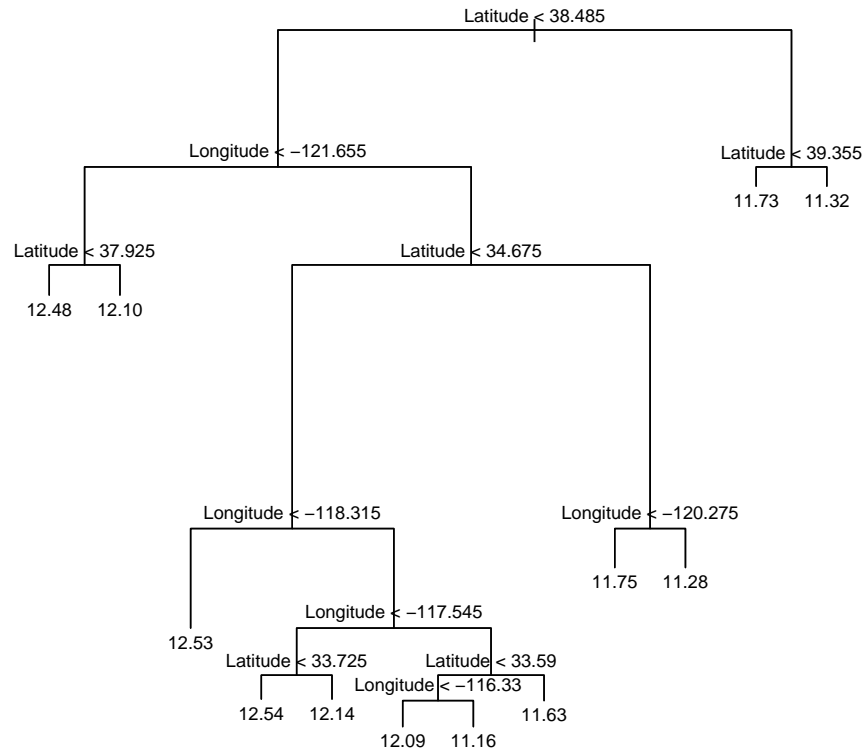 Latitude < 38.485
Longitude < −121.655
Latitude < 39.355
11.73 11.32
Latitude < 37.925
Latitude < 34.675
12.48 12.10
Longitude < −118.315
Longitude < −120.275
11.75 11.28
Longitude < −117.545
12.53
Latitude < 33.725
Latitude < 33.59
Longitude < −116.33
12.54 12.14
11.63
12.09 11.16